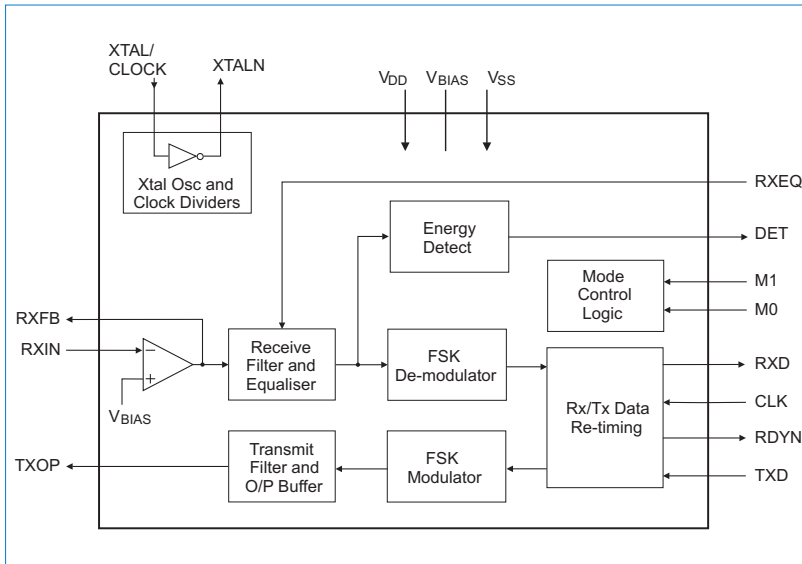 XTAL/
CLOCK
XTALN
VDD
VBIAS
VSS
Xtal Osc and
Clock Dividers
RXEQ
Energy
Detect
DET
Mode
Control
Logic
M1
M0
RXFB
RXIN
−
+
VBIAS
Receive
Filter and
Equaliser
FSK
De-modulator
Rx/Tx Data
Re-timing
RXD
CLK
RDYN
TXD
TXOP
Transmit
Filter and
O/P Buffer
FSK
Modulator